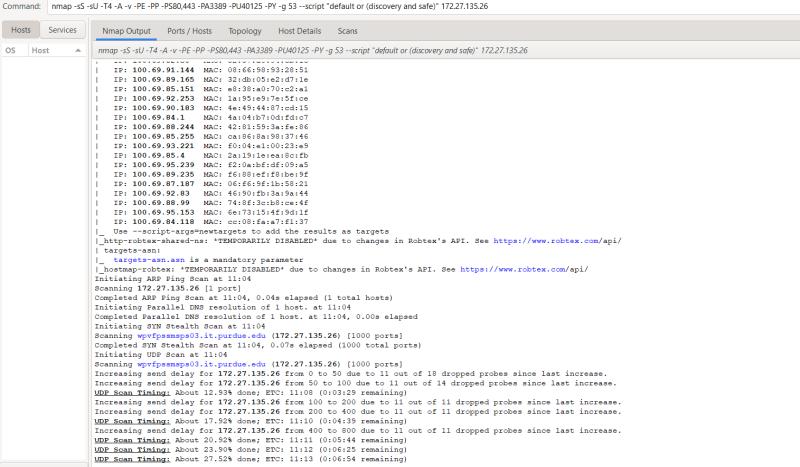 Command: nmap -sS -sU -T4 -A -v -PE -PP -PS80,443 -PA3389 -PU40125 -PY -g 53 --script "default or (discovery and safe)" 172.27.135.26
Hosts Services Nmap Output Ports / Hosts Topology Host Details Scans
OS Host
nmap -sS -sU -T4 -A -v -PE -PP -PS80,443 -PA3389 -PU40125 -PY -g 53 --script "default or (discovery and safe)" 172.27.135.26
| IP: 100.69.91.144 MAC: 08:66:98:93:28:51
| IP: 100.69.89.165 MAC: 32:db:05:e2:d7:1e
| IP: 100.69.85.151 MAC: e8:38:a0:70:c2:a1
| IP: 100.69.92.253 MAC: 1a:95:e9:7e:5f:ce
| IP: 100.69.90.183 MAC: 4e:49:44:87:cd:15
| IP: 100.69.84.1 MAC: 4a:04:b7:0d:fd:c7
| IP: 100.69.88.244 MAC: 42:81:59:3a:fe:86
| IP: 100.69.85.255 MAC: ca:86:8a:98:37:46
| IP: 100.69.93.221 MAC: f0:04:e1:00:23:e9
| IP: 100.69.85.4 MAC: 2a:19:1e:ea:8c:fb
| IP: 100.69.95.239 MAC: f2:0a:bf:df:09:a5
| IP: 100.69.89.235 MAC: f6:88:ef:f8:be:9f
| IP: 100.69.87.187 MAC: 06:f6:9f:1b:58:21
| IP: 100.69.92.83 MAC: 46:90:fb:3a:9a:44
| IP: 100.69.88.99 MAC: 74:8f:3c:b8:ce:4f
| IP: 100.69.95.153 MAC: 6e:73:15:4f:9d:1f
| IP: 100.69.84.118 MAC: cc:08:fa:a7:f1:37
|_ Use --script-args=newtargets to add the results as targets
|_http-robtex-shared-ns: *TEMPORARILY DISABLED* due to changes in Robtex's API. See https://www.robtex.com/api/
| targets-asn:
|_ targets-asn.asn is a mandatory parameter
|_hostmap-robtex: *TEMPORARILY DISABLED* due to changes in Robtex's API. See https://www.robtex.com/api/
Initiating ARP Ping Scan at 11:04
Scanning 172.27.135.26 [1 port]
Completed ARP Ping Scan at 11:04, 0.04s elapsed (1 total hosts)
Initiating Parallel DNS resolution of 1 host. at 11:04
Completed Parallel DNS resolution of 1 host. at 11:04, 0.00s elapsed
Initiating SYN Stealth Scan at 11:04
Scanning wpvfpssmsps03.it.purdue.edu (172.27.135.26) [1000 ports]
Completed SYN Stealth Scan at 11:04, 0.07s elapsed (1000 total ports)
Initiating UDP Scan at 11:04
Scanning wpvfpssmsps03.it.purdue.edu (172.27.135.26) [1000 ports]
Increasing send delay for 172.27.135.26 from 0 to 50 due to 11 out of 18 dropped probes since last increase.
Increasing send delay for 172.27.135.26 from 50 to 100 due to 11 out of 14 dropped probes since last increase.
UDP Scan Timing: About 12.93% done; ETC: 11:08 (0:03:29 remaining)
Increasing send delay for 172.27.135.26 from 100 to 200 due to 11 out of 11 dropped probes since last increase.
Increasing send delay for 172.27.135.26 from 200 to 400 due to 11 out of 11 dropped probes since last increase.
UDP Scan Timing: About 17.92% done; ETC: 11:10 (0:04:39 remaining)
Increasing send delay for 172.27.135.26 from 400 to 800 due to 11 out of 11 dropped probes since last increase.
UDP Scan Timing: About 20.92% done; ETC: 11:11 (0:05:44 remaining)
UDP Scan Timing: About 23.90% done; ETC: 11:12 (0:06:25 remaining)
UDP Scan Timing: About 27.52% done; ETC: 11:13 (0:06:54 remaining)